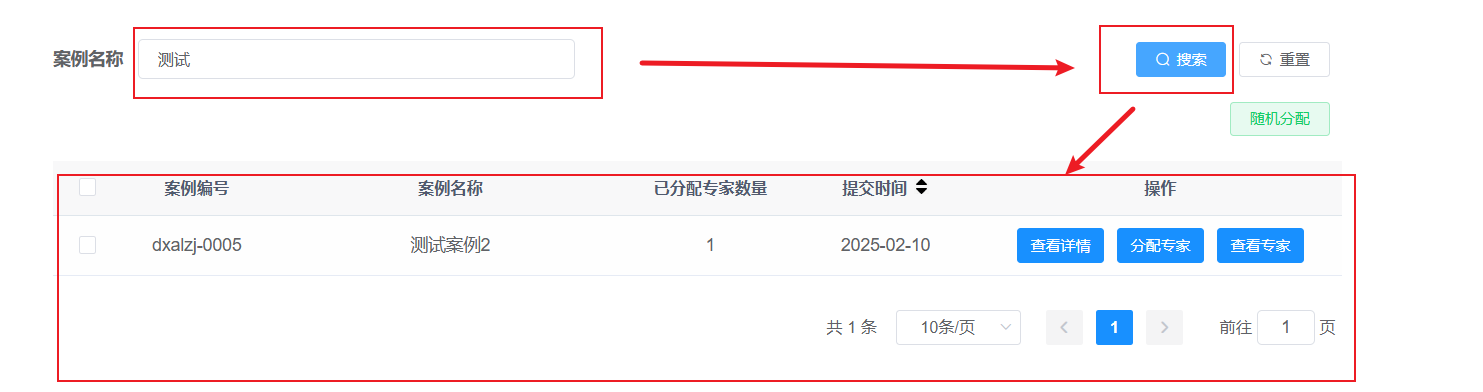 案例名称 测试 搜索 重置
随机分配
案例编号 案例名称 已分配专家数量 提交时间 操作
dxalzj-0005 测试案例2 1 2025-02-10 查看详情 分配专家 查看专家
共 1 条 10条/页 1 前往 1 页